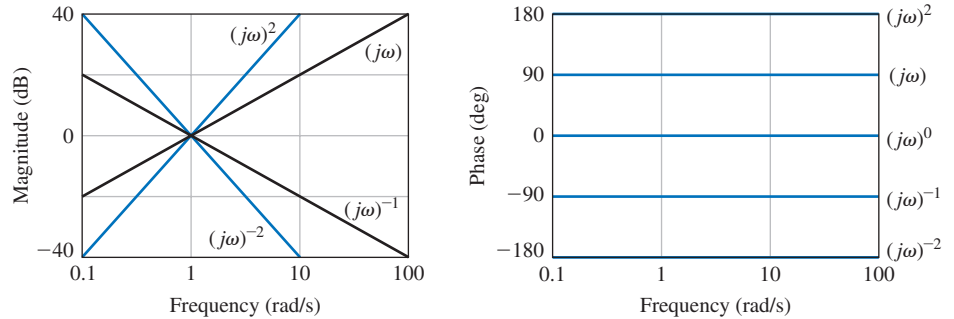 40
20
0
−20
−40
0.1
1
10
100
Magnitude (dB)
Frequency (rad/s)
(jω)²
(jω)
(jω)⁻¹
(jω)⁻²
180
90
0
−90
−180
0.1
1
10
100
Phase (deg)
Frequency (rad/s)
(jω)²
(jω)
(jω)⁰
(jω)⁻¹
(jω)⁻²